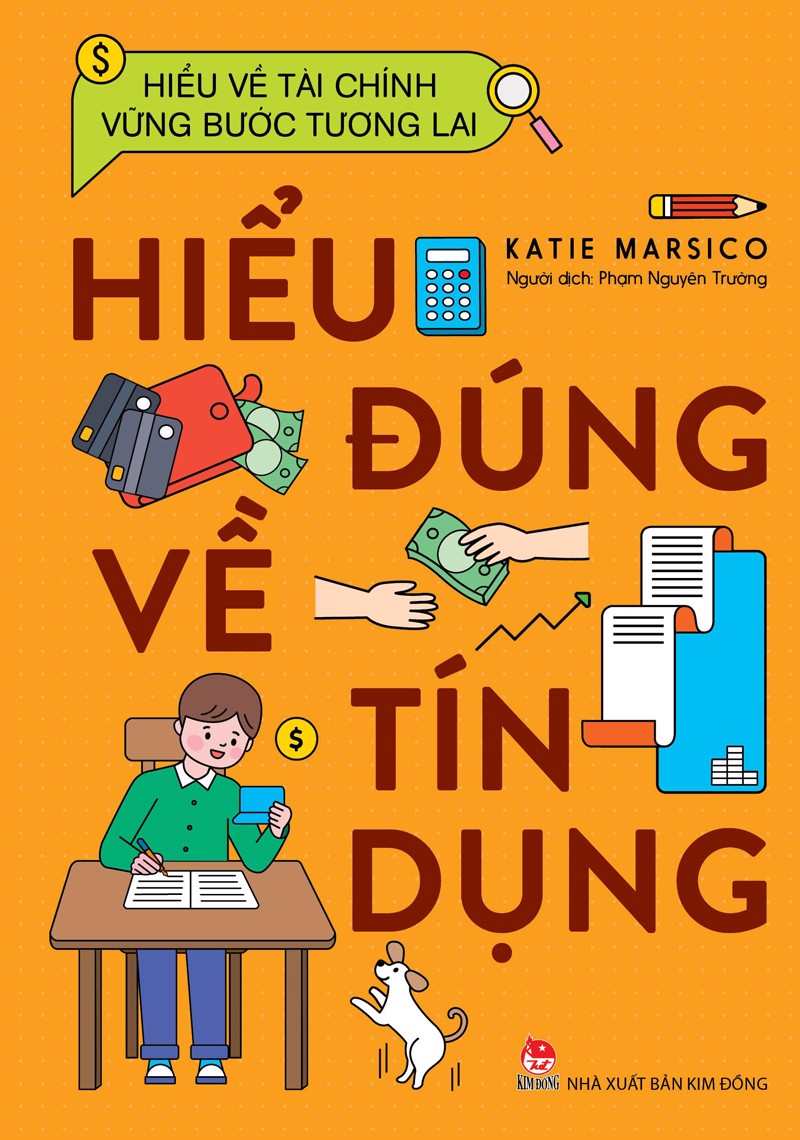 HIỂU VỀ TÀI CHÍNH
VỮNG BƯỚC TƯƠNG LAI
KATIE MARSICO
Người dịch: Phạm Nguyên Trường
HIỂU
ĐÚNG
VỀ
TÍN
DỤNG
$
$
KIM ĐỒNG
NHÀ XUẤT BẢN KIM ĐỒNG